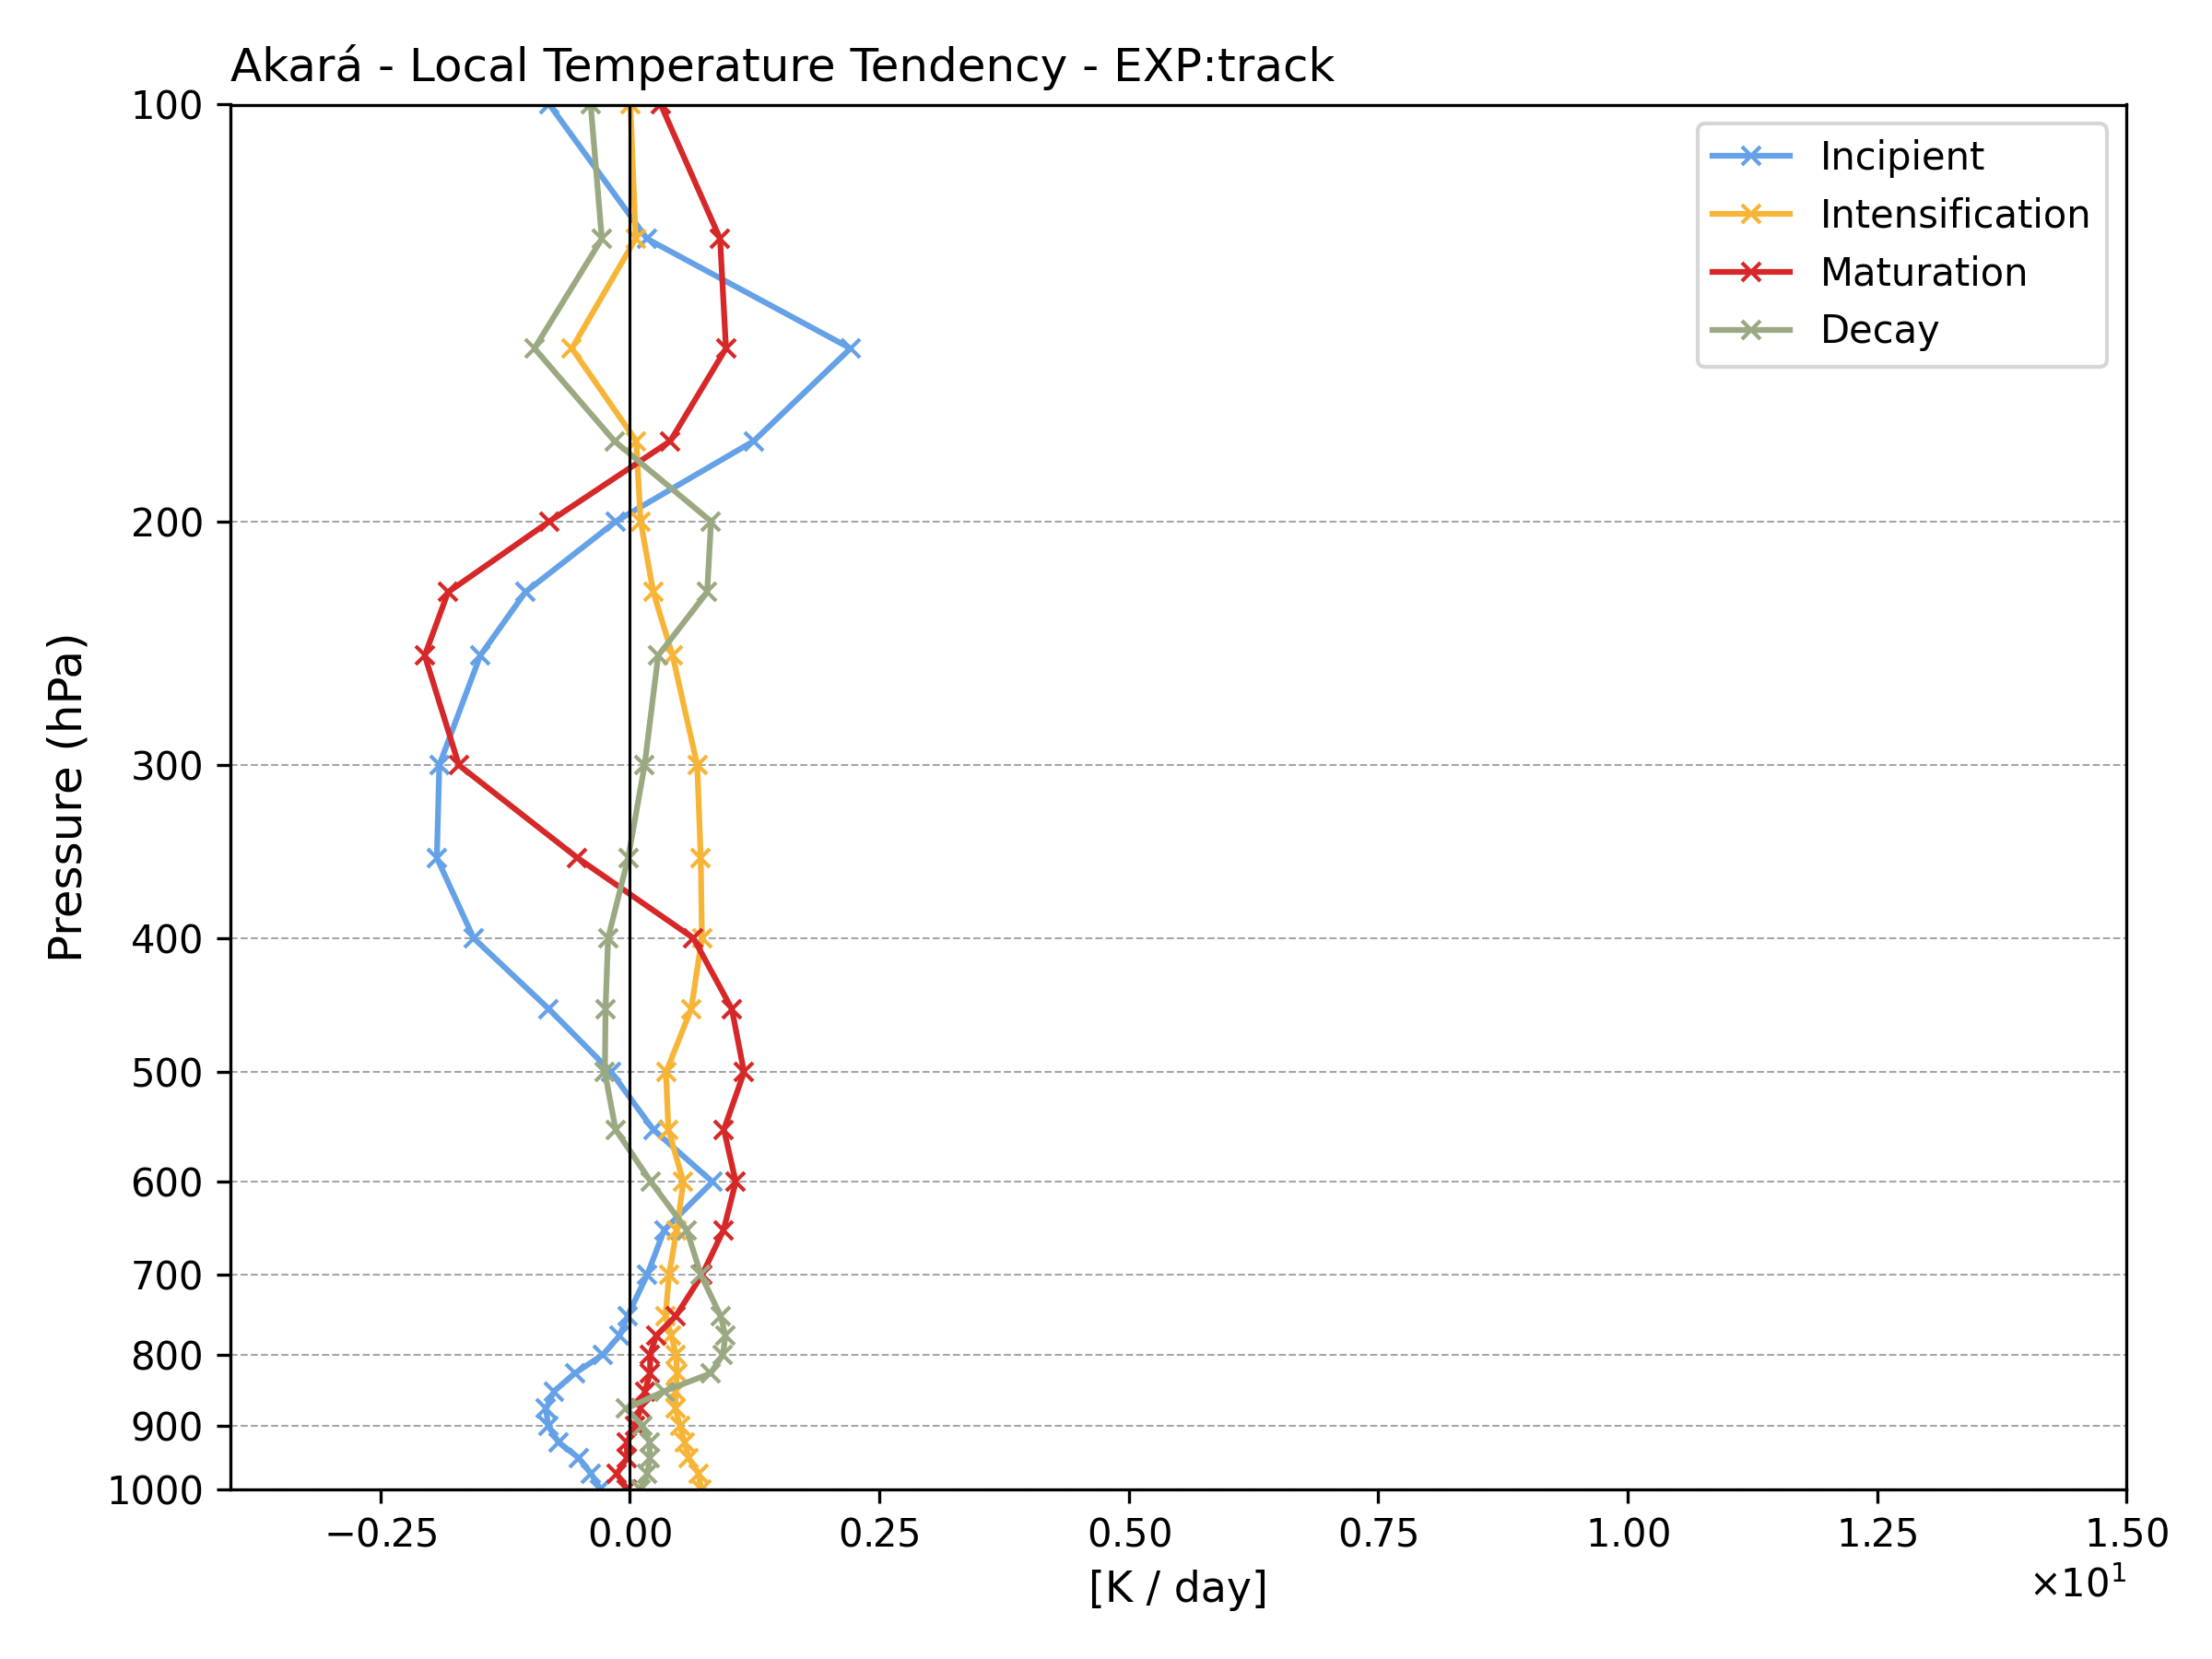 Akará - Local Temperature Tendency - EXP:track
100
200
300
400
500
600
700
800
900
1000
Pressure (hPa)
Incipient
Intensification
Maturation
Decay
−0.25 0.00 0.25 0.50 0.75 1.00 1.25 1.50
×10¹
[K / day]